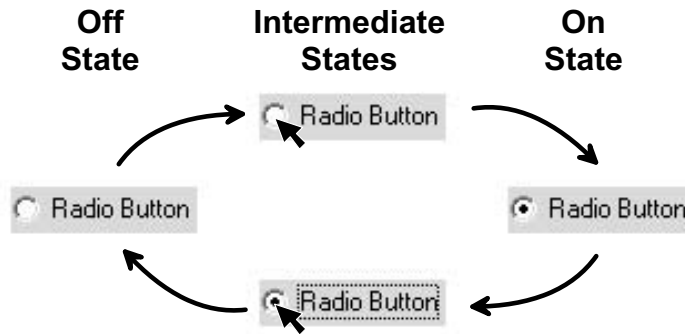 Off
State
Intermediate
States
On
State
Radio Button
Radio Button
Radio Button
Radio Button